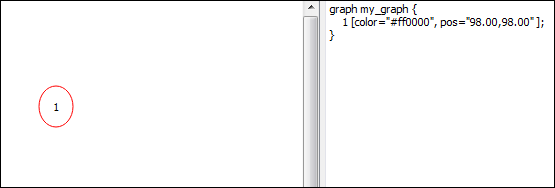 1
graph my_graph {
1 [color="#ff0000", pos="98.00,98.00" ];
}